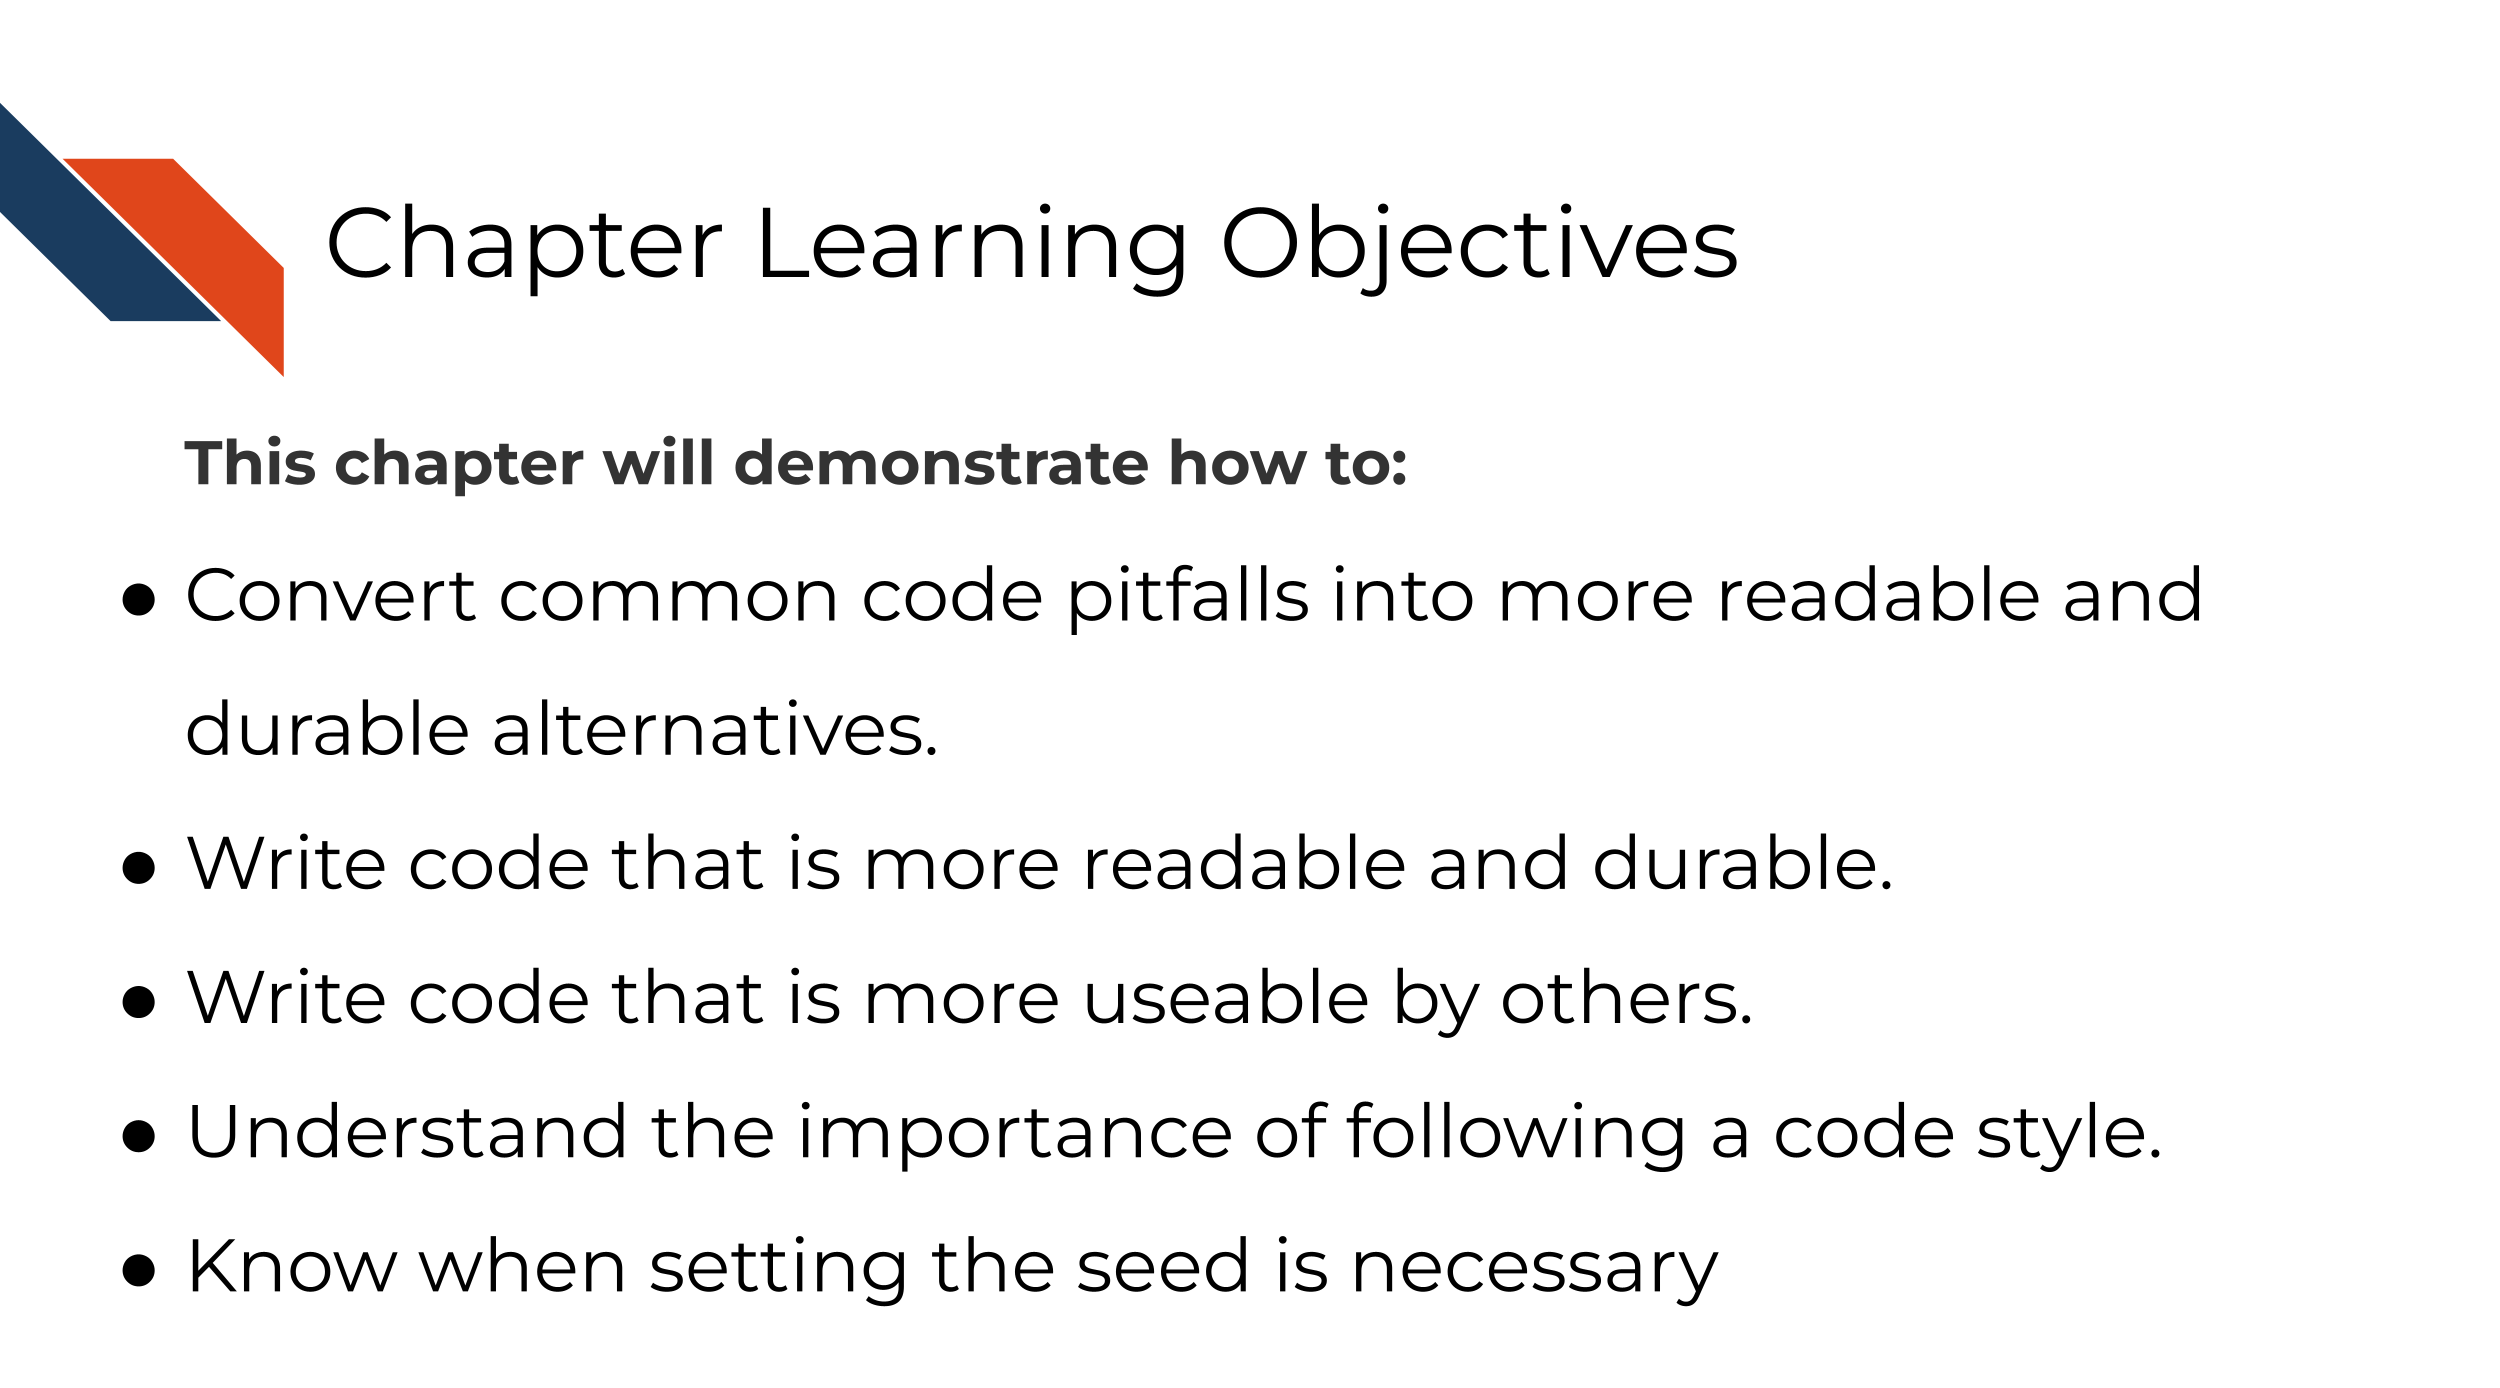 Chapter Learning Objectives
This chapter will demonstrate how to:
● Convert common code pitfalls into more readable and
durable alternatives.
● Write code that is more readable and durable.
● Write code that is more useable by others.
● Understand the importance of following a code style.
● Know when setting the seed is necessary